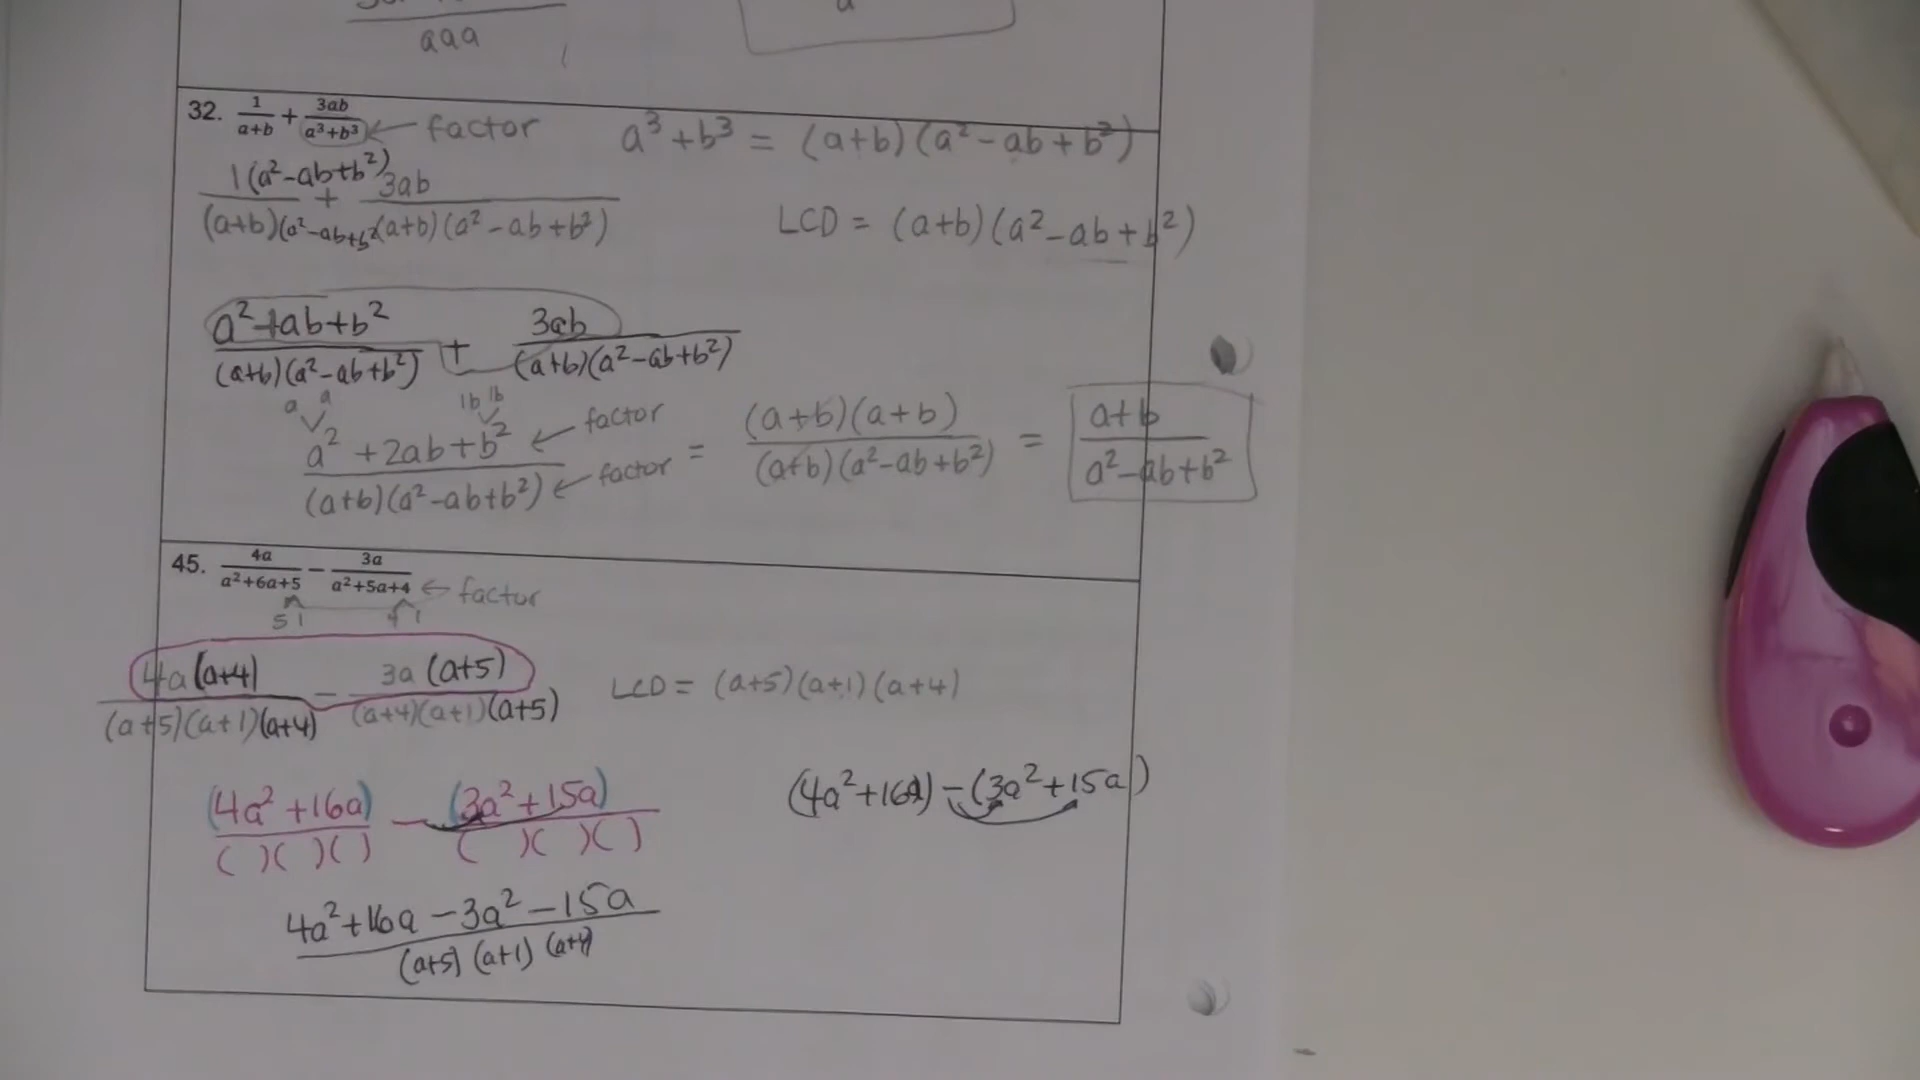 aaa
32. 1/(a+b) + 3ab/(a³+b³) ← factor a³+b³ = (a+b)(a²-ab+b²)
1(a²-ab+b²)/((a+b)(a²-ab+b²)) + 3ab/((a+b)(a²-ab+b²))
LCD = (a+b)(a²-ab+b²)
(a²-ab+b²)/((a+b)(a²-ab+b²)) + 3ab/((a+b)(a²-ab+b²))
a a 1b 1b
(a²+2ab+b²)/((a+b)(a²-ab+b²)) ← factor ← factor = (a+b)(a+b)/((a+b)(a²-ab+b²)) = (a+b)/(a²-ab+b²)
45. 4a/(a²+6a+5) - 3a/(a²+5a+4) ← factor
5 1 4 1
4a(a+4)/((a+5)(a+1)(a+4)) - 3a(a+5)/((a+4)(a+1)(a+5)) LCD = (a+5)(a+1)(a+4)
(4a²+16a)/( )( )( ) - (3a²+15a)/( )( )( ) (4a²+16a)-(3a²+15a)
(4a²+16a-3a²-15a)/((a+5)(a+1)(a+4))